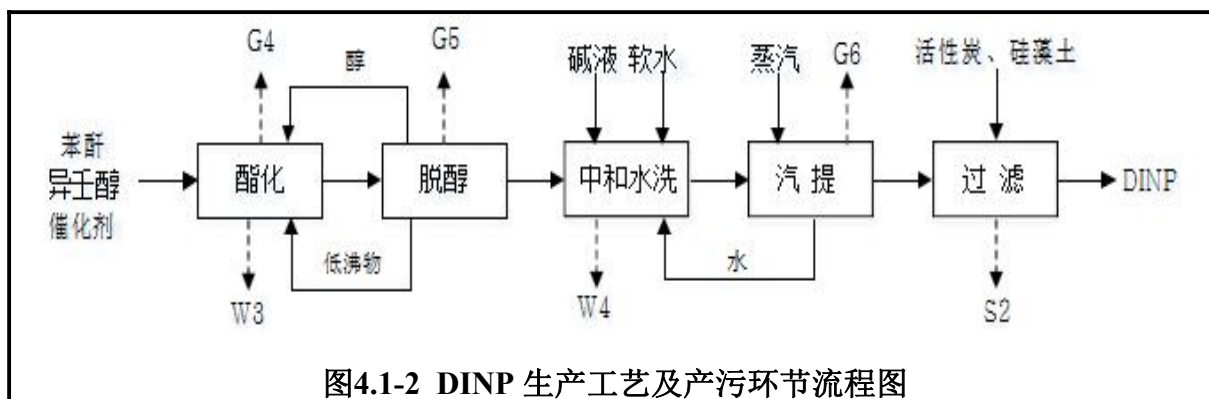 G4
G5
G6
醇
碱液 软水
蒸汽
活性炭、硅藻土
苯酐
异壬醇
催化剂
酯化
脱醇
中和水洗
汽提
过滤
DINP
低沸物
水
W3
W4
S2
图4.1-2 DINP 生产工艺及产污环节流程图